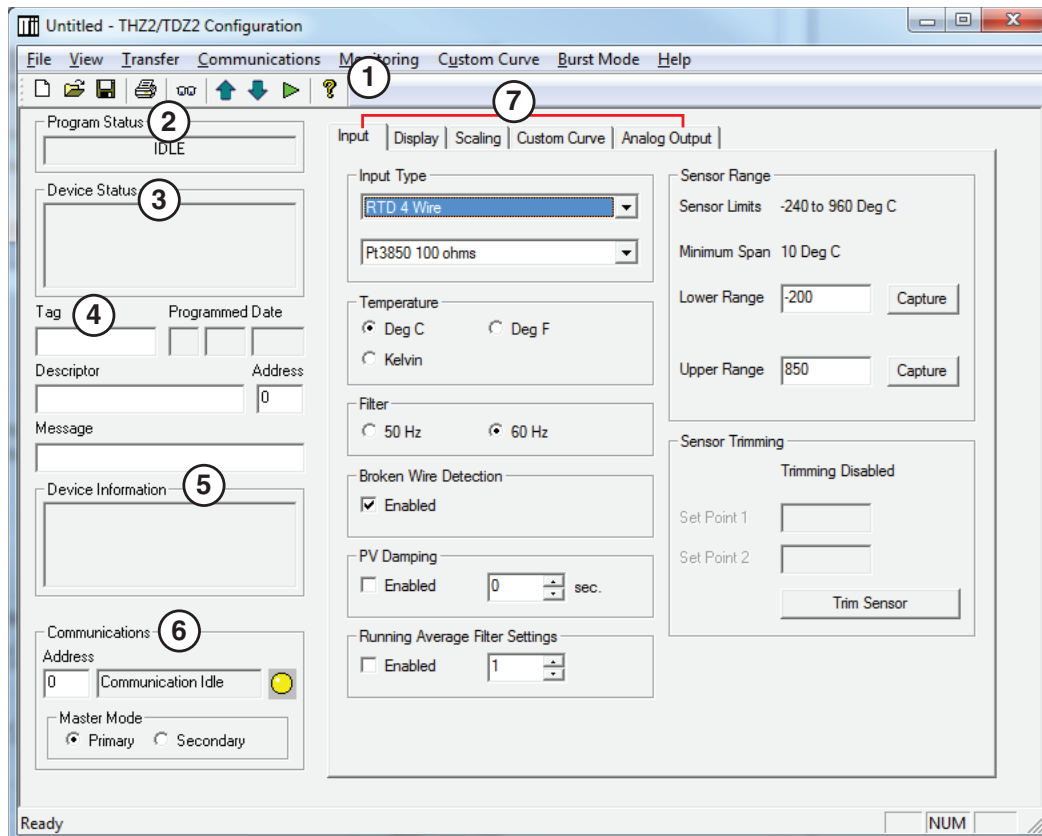 Untitled - THZ2/TDZ2 Configuration
File View Transfer Communications Monitoring Custom Curve Burst Mode Help
1
7
Program Status 2
IDLE
Device Status 3
Tag 4 Programmed Date
Descriptor Address
0
Message
Device Information 5
Communications 6
Address
0 Communication Idle
Master Mode
Primary Secondary
Input Display Scaling Custom Curve Analog Output
Input Type
RTD 4 Wire
Pt3850 100 ohms
Temperature
Deg C Deg F
Kelvin
Filter
50 Hz 60 Hz
Broken Wire Detection
Enabled
PV Damping
Enabled 0 sec.
Running Average Filter Settings
Enabled 1
Sensor Range
Sensor Limits -240 to 960 Deg C
Minimum Span 10 Deg C
Lower Range -200 Capture
Upper Range 850 Capture
Sensor Trimming
Trimming Disabled
Set Point 1
Set Point 2
Trim Sensor
Ready NUM